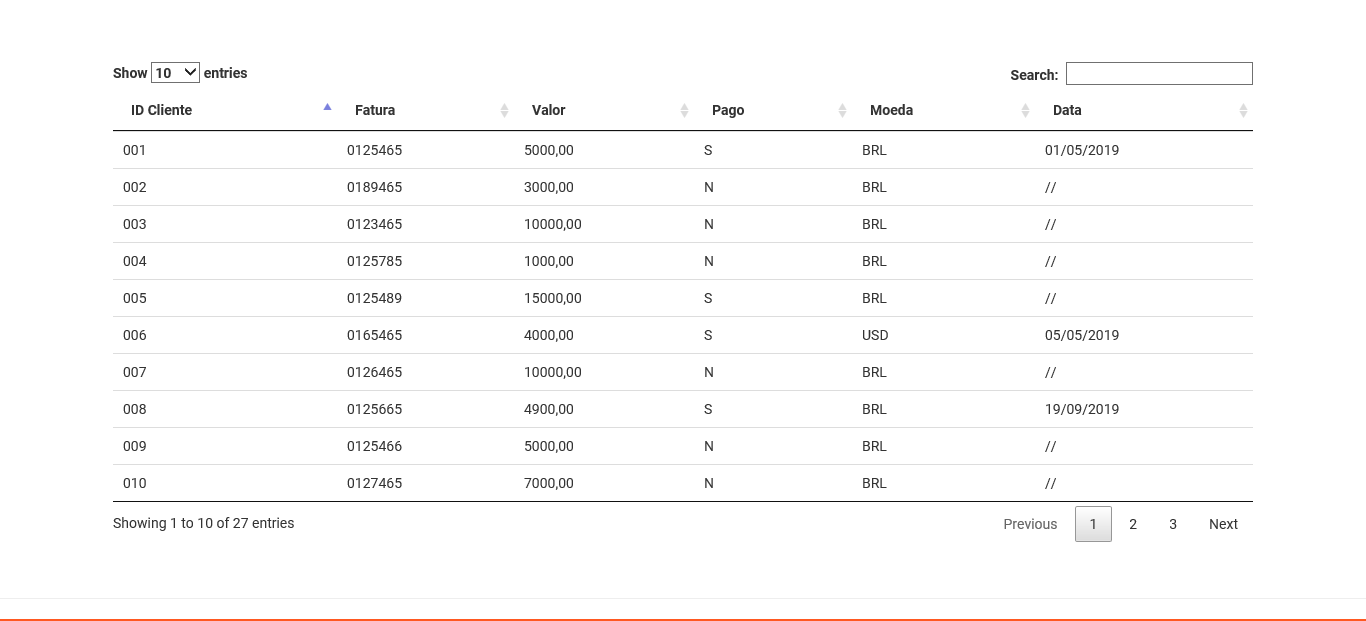 Show 10 entries Search:
ID Cliente Fatura Valor Pago Moeda Data
001 0125465 5000,00 S BRL 01/05/2019
002 0189465 3000,00 N BRL //
003 0123465 10000,00 N BRL //
004 0125785 1000,00 N BRL //
005 0125489 15000,00 S BRL //
006 0165465 4000,00 S USD 05/05/2019
007 0126465 10000,00 N BRL //
008 0125665 4900,00 S BRL 19/09/2019
009 0125466 5000,00 N BRL //
010 0127465 7000,00 N BRL //
Showing 1 to 10 of 27 entries Previous 1 2 3 Next